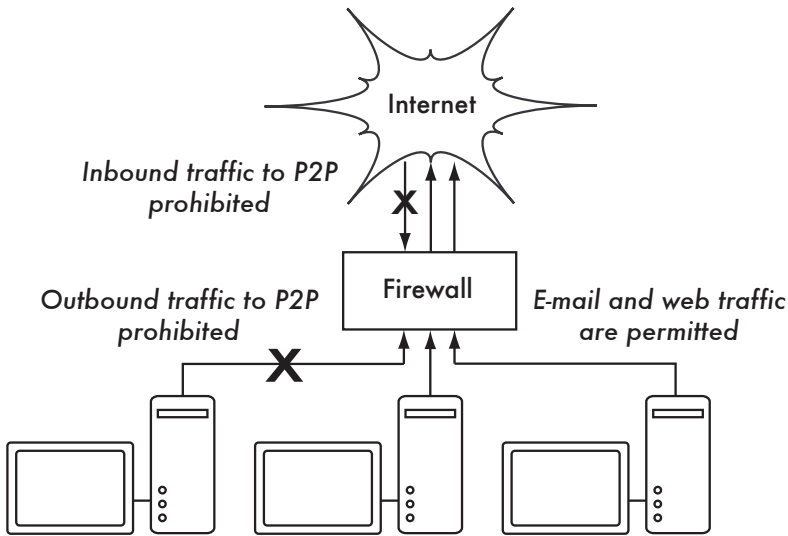 Internet
Inbound traffic to P2P
prohibited
X
Firewall
Outbound traffic to P2P
prohibited
E-mail and web traffic
are permitted
X